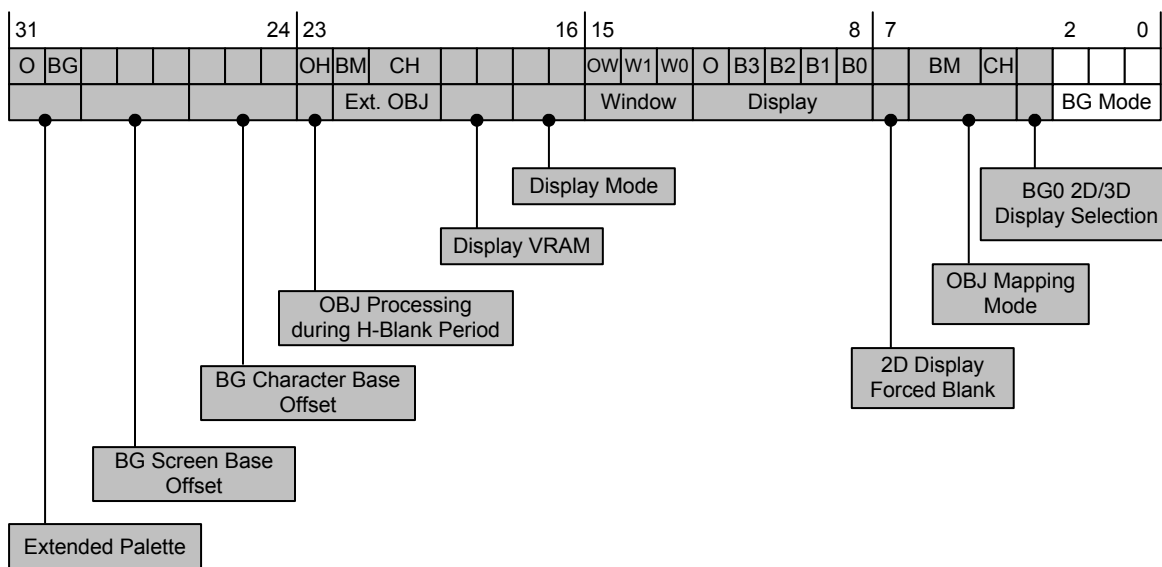 31 24 23 16 15 8 7 2 0
O BG OH BM CH OW W1 W0 O B3 B2 B1 B0 BM CH
Ext. OBJ Window Display BG Mode
Display Mode
BG0 2D/3D
Display Selection
Display VRAM
OBJ Mapping
Mode
OBJ Processing
during H-Blank Period
2D Display
Forced Blank
BG Character Base
Offset
BG Screen Base
Offset
Extended Palette